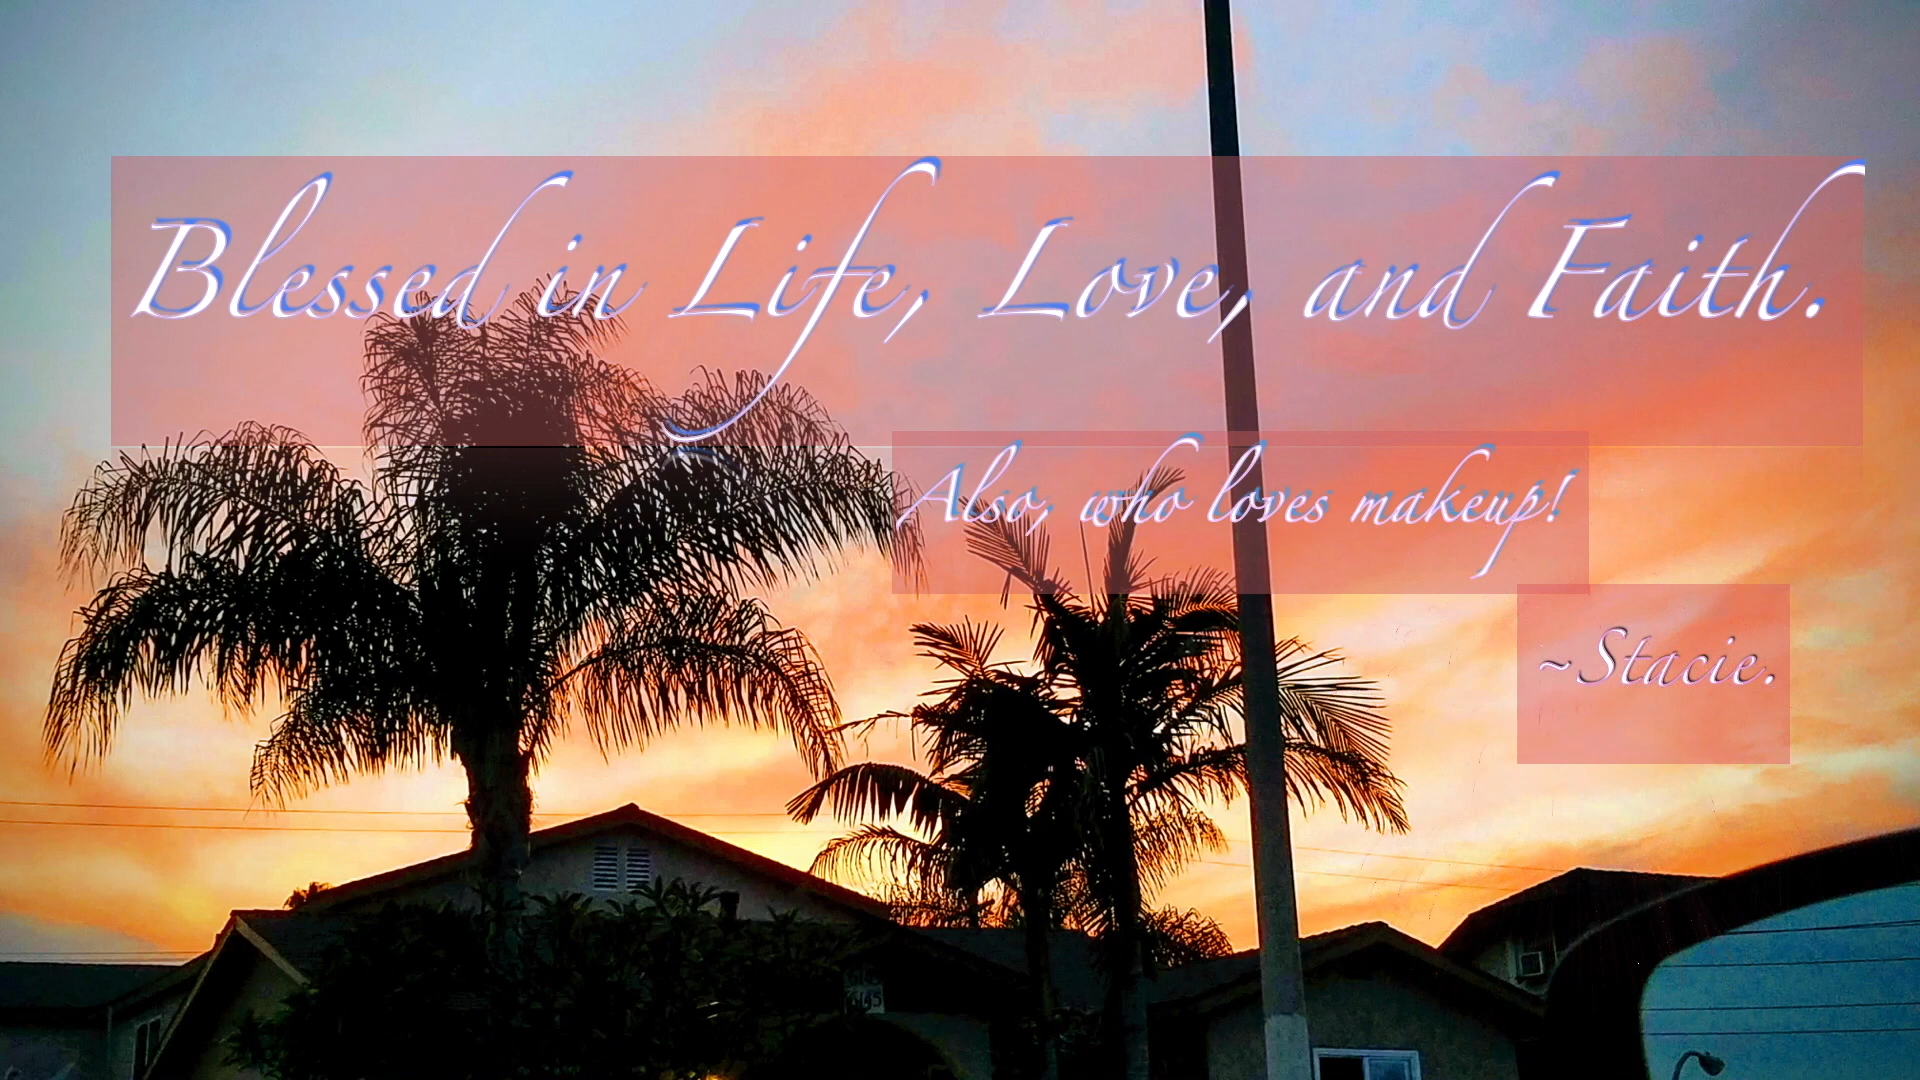 Blessed in Life, Love, and Faith.
Also, who loves makeup!
~Stacie.